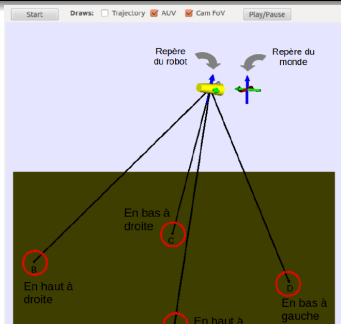 Start Draws: Trajectory AUV Cam FoV Play/Pause
Repère
du robot
Repère du
monde
En bas à
droite
C
B
En haut à
droite
D
En bas à
gauche
En haut à